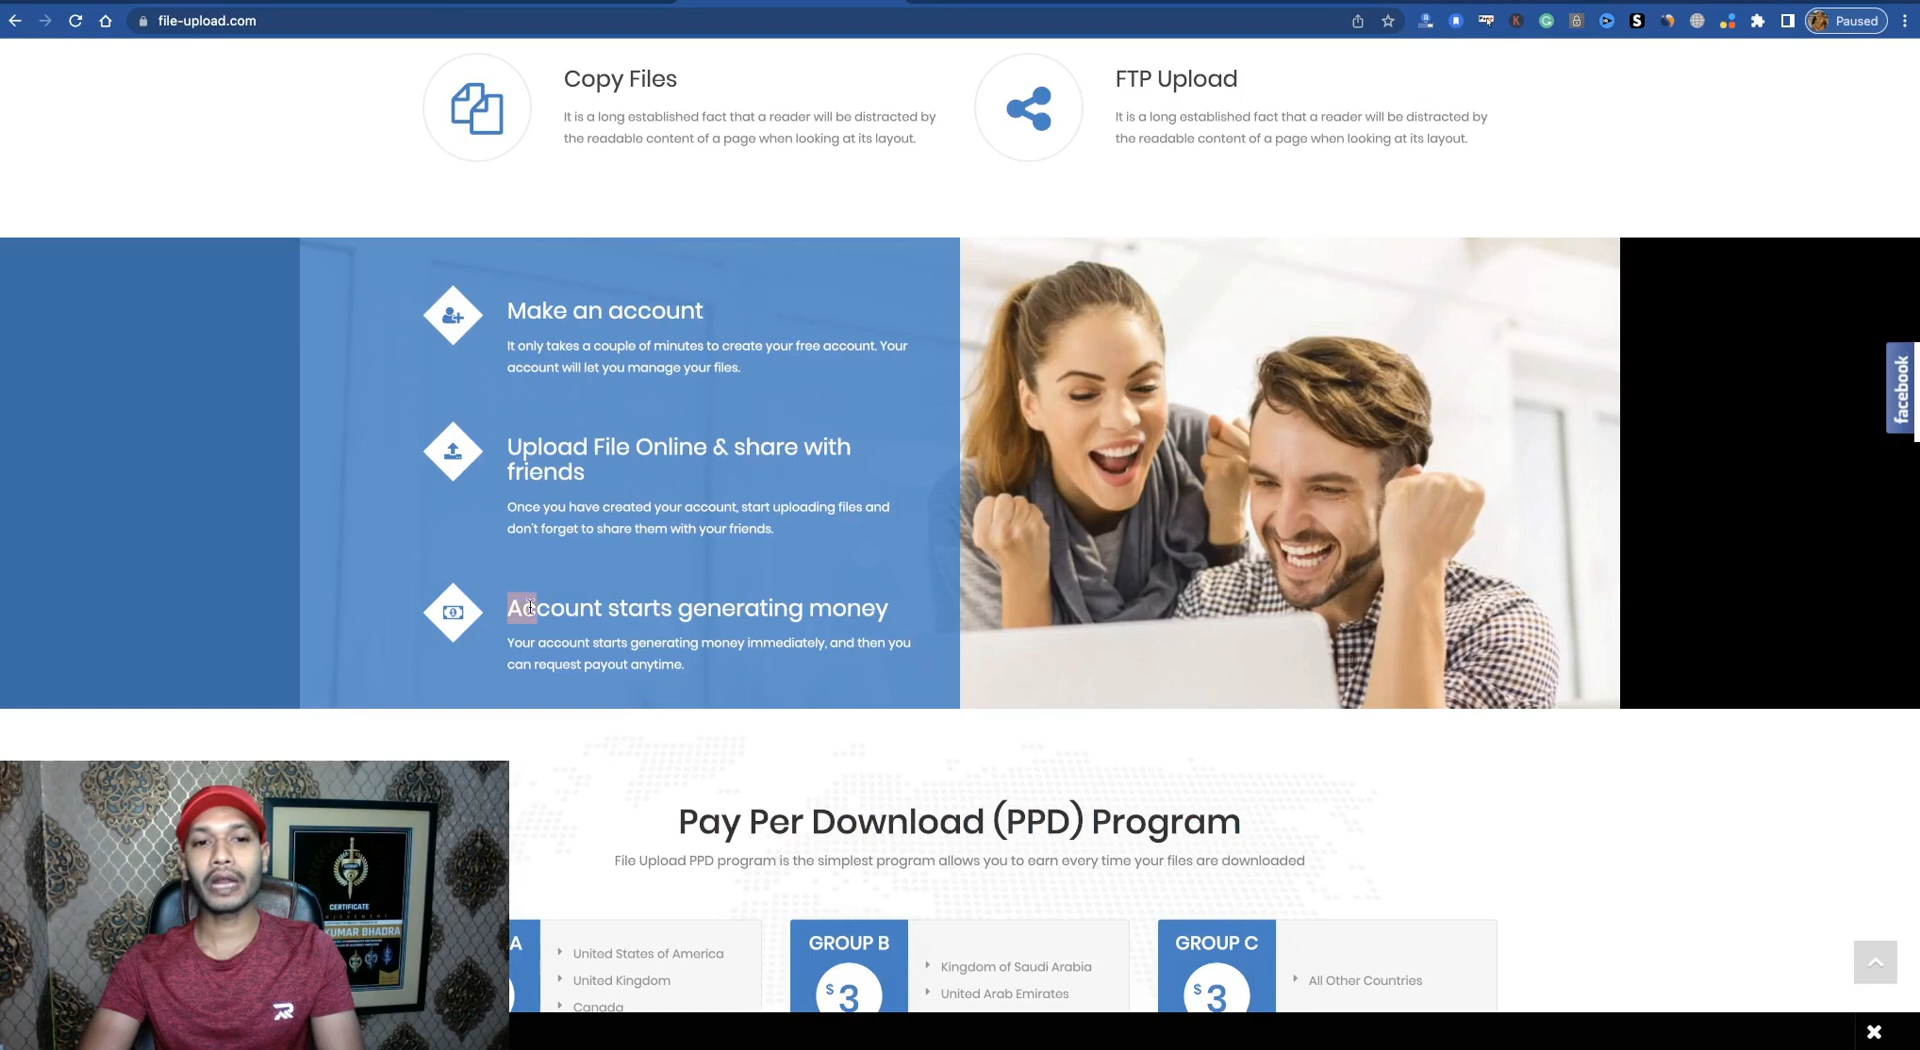 file-upload.com
Paused
Copy Files
It is a long established fact that a reader will be distracted by
the readable content of a page when looking at its layout.
FTP Upload
It is a long established fact that a reader will be distracted by
the readable content of a page when looking at its layout.
Make an account
It only takes a couple of minutes to create your free account. Your
account will let you manage your files.
Upload File Online & share with
friends
Once you have created your account, start uploading files and
don't forget to share them with your friends.
Account starts generating money
Your account starts generating money immediately, and then you
can request payout anytime.
facebook
Pay Per Download (PPD) Program
File Upload PPD program is the simplest program allows you to earn every time your files are downloaded
A
United States of America
United Kingdom
Canada
GROUP B
$ 3
Kingdom of Saudi Arabia
United Arab Emirates
GROUP C
$ 3
All Other Countries
CERTIFICATE
KUMAR BHADRA